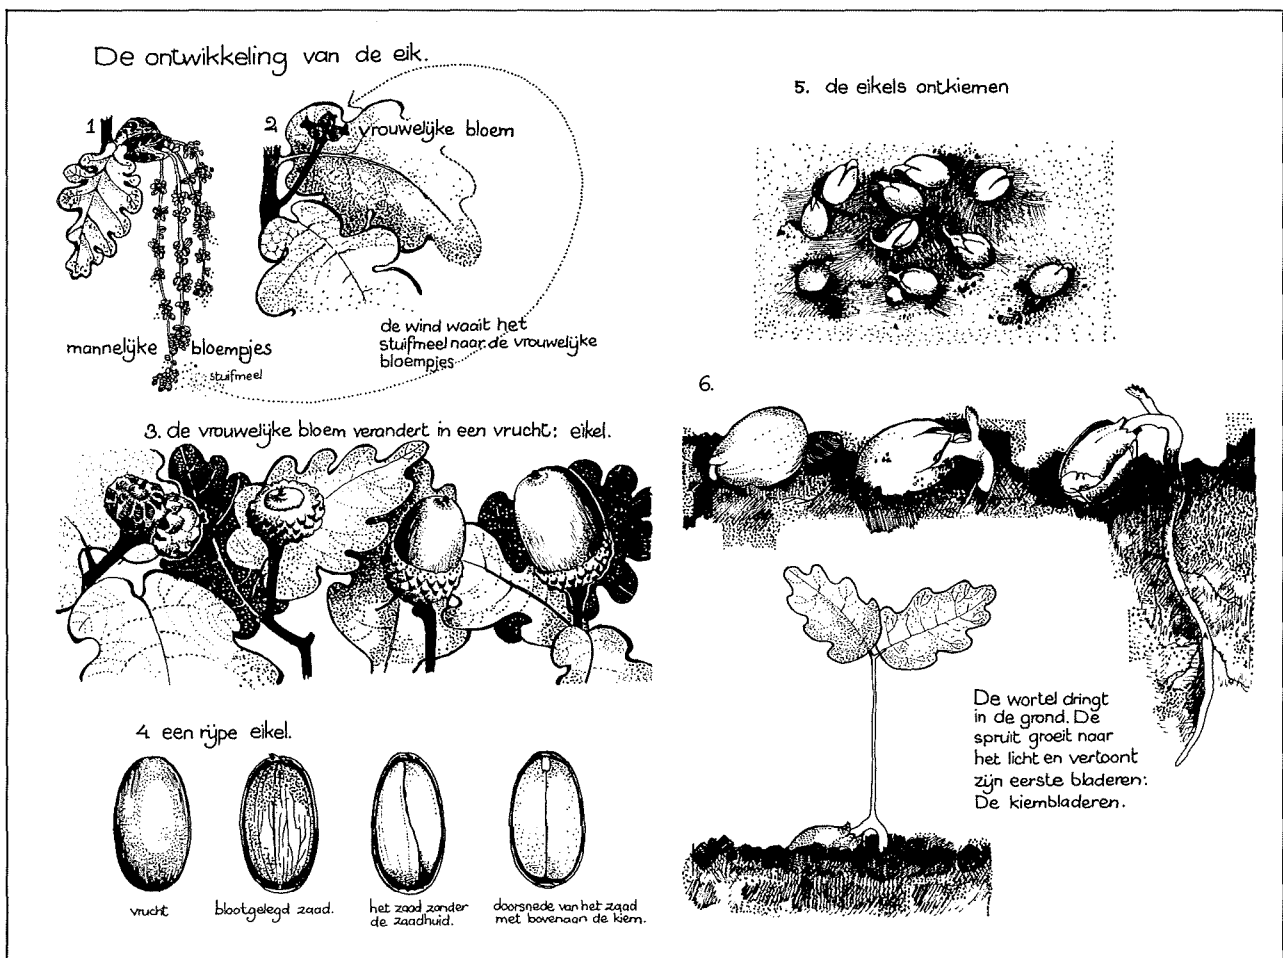 De ontwikkeling van de eik.
1
mannelijke bloempjes
stuifmeel
2
vrouwelijke bloem
de wind waait het
stuifmeel naar de vrouwelijke
bloempjes
3. de vrouwelijke bloem verandert in een vrucht: eikel.
4 een rijpe eikel.
vrucht
blootgelegd zaad.
het zaad zonder
de zaadhuid.
doorsnede van het zaad
met bovenaan de kiem.
5. de eikels ontkiemen
6.
De wortel dringt
in de grond. De
spruit groeit naar
het licht en vertoont
zijn eerste bladeren:
De kiembladeren.